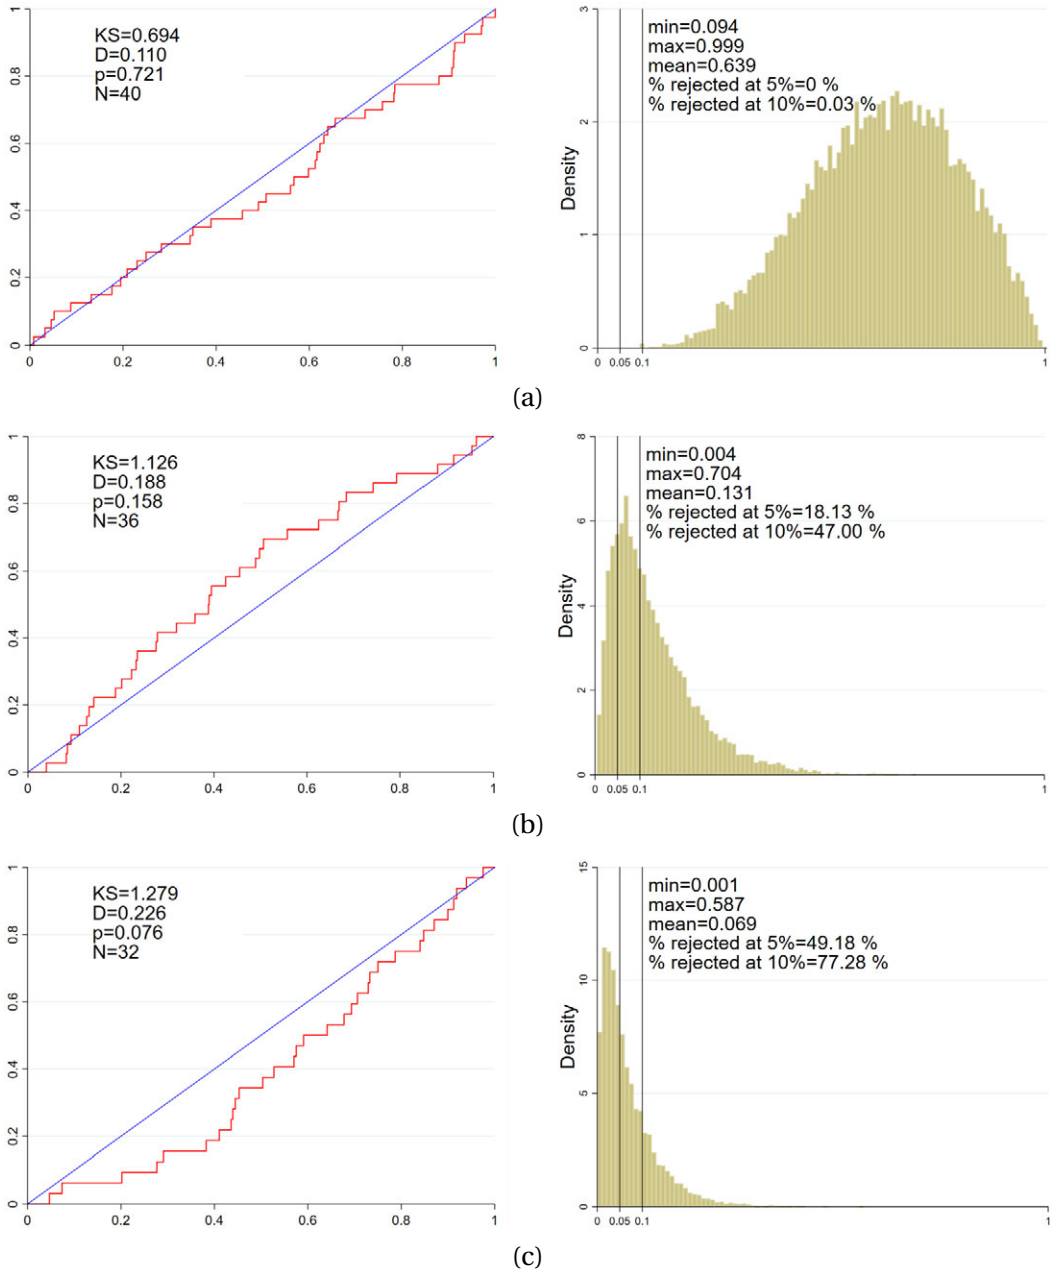 KS=0.694
D=0.110
p=0.721
N=40
0 0.2 0.4 0.6 0.8 1
0 0.2 0.4 0.6 0.8 1
min=0.094
max=0.999
mean=0.639
% rejected at 5%=0 %
% rejected at 10%=0.03 %
Density
0 1 2 3
0 0.05 0.1 1
(a)
KS=1.126
D=0.188
p=0.158
N=36
0 0.2 0.4 0.6 0.8 1
0 0.2 0.4 0.6 0.8 1
min=0.004
max=0.704
mean=0.131
% rejected at 5%=18.13 %
% rejected at 10%=47.00 %
Density
0 2 4 6 8
0 0.05 0.1 1
(b)
KS=1.279
D=0.226
p=0.076
N=32
0 0.2 0.4 0.6 0.8 1
0 0.2 0.4 0.6 0.8 1
min=0.001
max=0.587
mean=0.069
% rejected at 5%=49.18 %
% rejected at 10%=77.28 %
Density
0 5 10 15
0 0.05 0.1 1
(c)